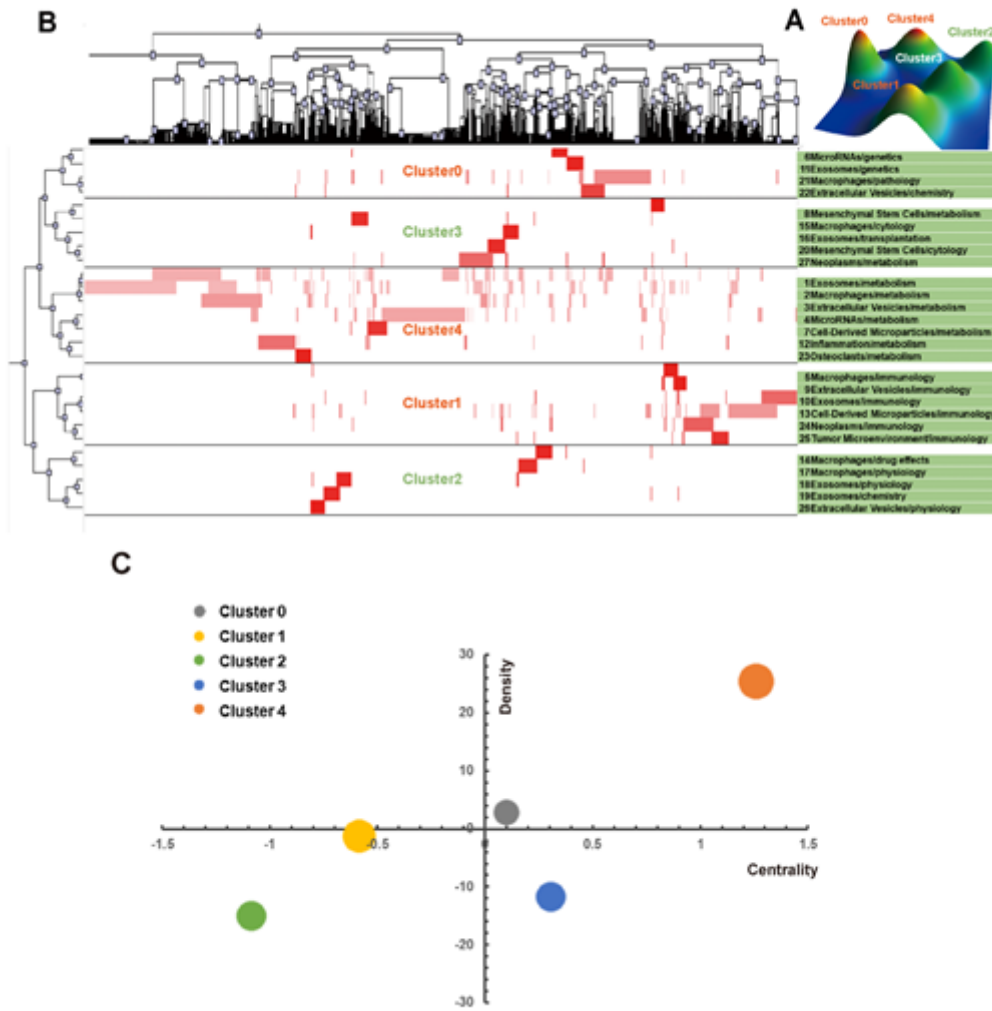 B
A
Cluster0
Cluster4
Cluster2
Cluster3
Cluster1
Cluster0
6MicroRNAs/genetics
11Exosomes/genetics
21Macrophages/pathology
22Extracellular Vesicles/chemistry
Cluster3
8Mesenchymal Stem Cells/metabolism
15Macrophages/cytology
16Exosomes/transplantation
20Mesenchymal Stem Cells/cytology
27Neoplasms/metabolism
Cluster4
1Exosomes/metabolism
2Macrophages/metabolism
3Extracellular Vesicles/metabolism
4MicroRNAs/metabolism
7Cell-Derived Microparticles/metabolism
12Inflammation/metabolism
23Osteoclasts/metabolism
Cluster1
5Macrophages/immunology
9Extracellular Vesicles/immunology
10Exosomes/immunology
13Cell-Derived Microparticles/immunology
24Neoplasms/immunology
25Tumor Microenvironment/immunology
Cluster2
14Macrophages/drug effects
17Macrophages/physiology
18Exosomes/physiology
19Exosomes/chemistry
Extracellular Vesicles/physiology
C
Cluster 0
Cluster 1
Cluster 2
Cluster 3
Cluster 4
Density
30
20
10
0
-10
-20
-30
-1.5
-1
-0.5
0
0.5
1
1.5
Centrality